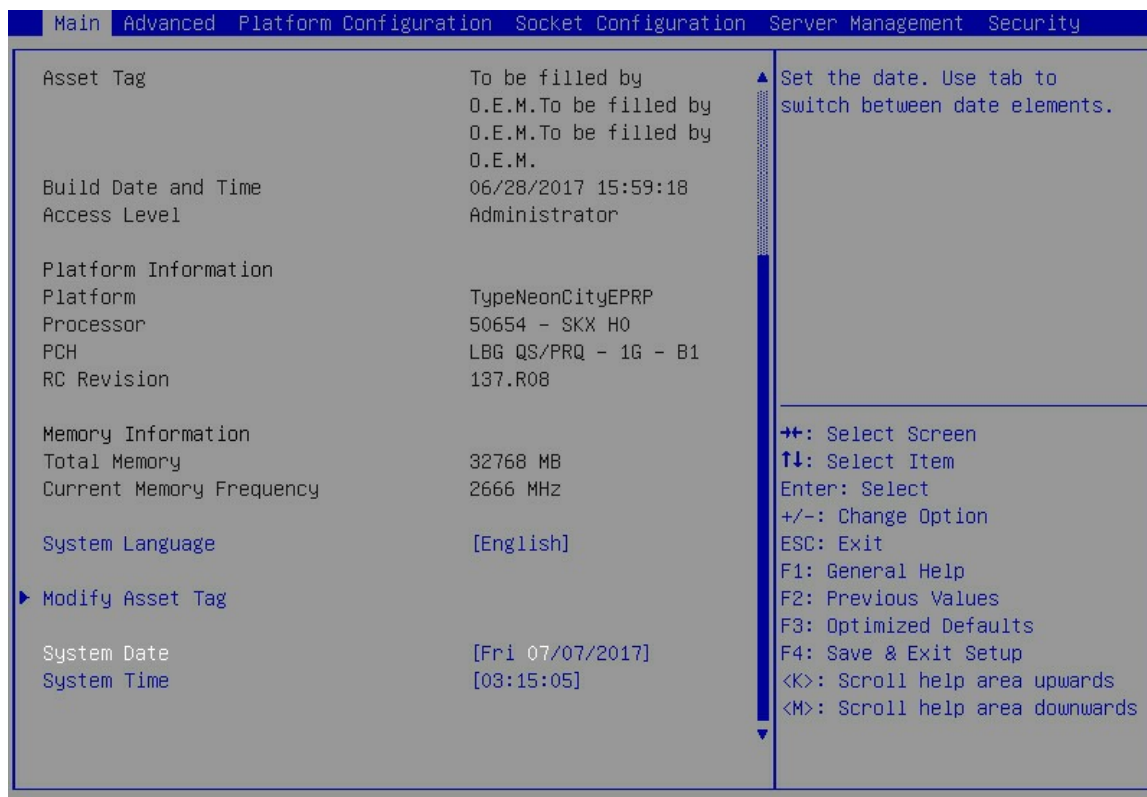 Main Advanced Platform Configuration Socket Configuration Server Management Security
Asset Tag To be filled by
O.E.M.To be filled by
O.E.M.To be filled by
O.E.M.
Build Date and Time 06/28/2017 15:59:18
Access Level Administrator
Platform Information
Platform TypeNeonCityEPRP
Processor 50654 - SKX H0
PCH LBG QS/PRQ - 1G - B1
RC Revision 137.R08
Memory Information
Total Memory 32768 MB
Current Memory Frequency 2666 MHz
System Language [English]
Modify Asset Tag
System Date [Fri 07/07/2017]
System Time [03:15:05]
Set the date. Use tab to
switch between date elements.
→←: Select Screen
↑↓: Select Item
Enter: Select
+/-: Change Option
ESC: Exit
F1: General Help
F2: Previous Values
F3: Optimized Defaults
F4: Save & Exit Setup
<K>: Scroll help area upwards
<M>: Scroll help area downwards